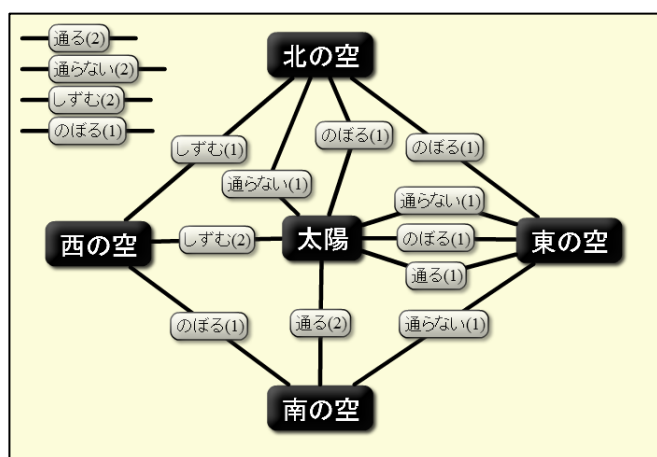 通る(2)
通らない(2)
しずむ(2)
のぼる(1)
北の空
しずむ(1)
通らない(1)
のぼる(1)
のぼる(1)
西の空
しずむ(2)
太陽
通らない(1)
のぼる(1)
通る(1)
東の空
のぼる(1)
通る(2)
通らない(1)
南の空